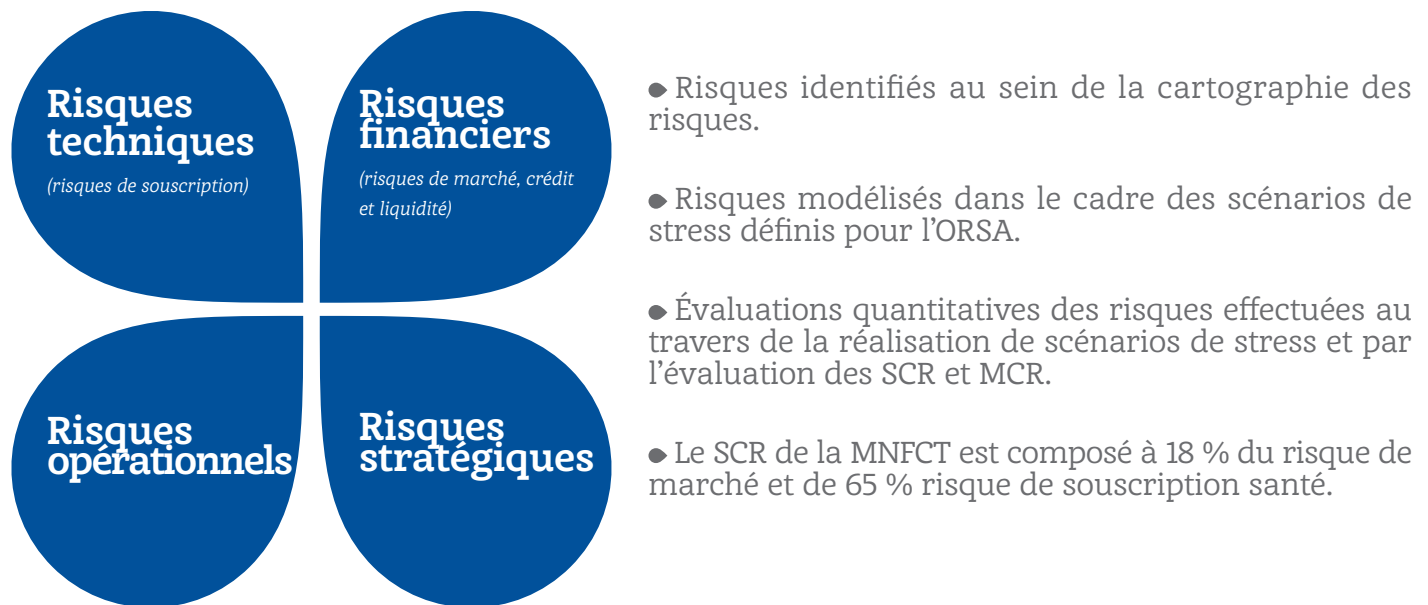 Risques
techniques
(risques de souscription)
Risques
financiers
(risques de marché, crédit
et liquidité)
Risques
opérationnels
Risques
stratégiques
Risques identifiés au sein de la cartographie des
risques.
Risques modélisés dans le cadre des scénarios de
stress définis pour l’ORSA.
Évaluations quantitatives des risques effectuées au
travers de la réalisation de scénarios de stress et par
l’évaluation des SCR et MCR.
Le SCR de la MNFCT est composé à 18 % du risque de
marché et de 65 % risque de souscription santé.